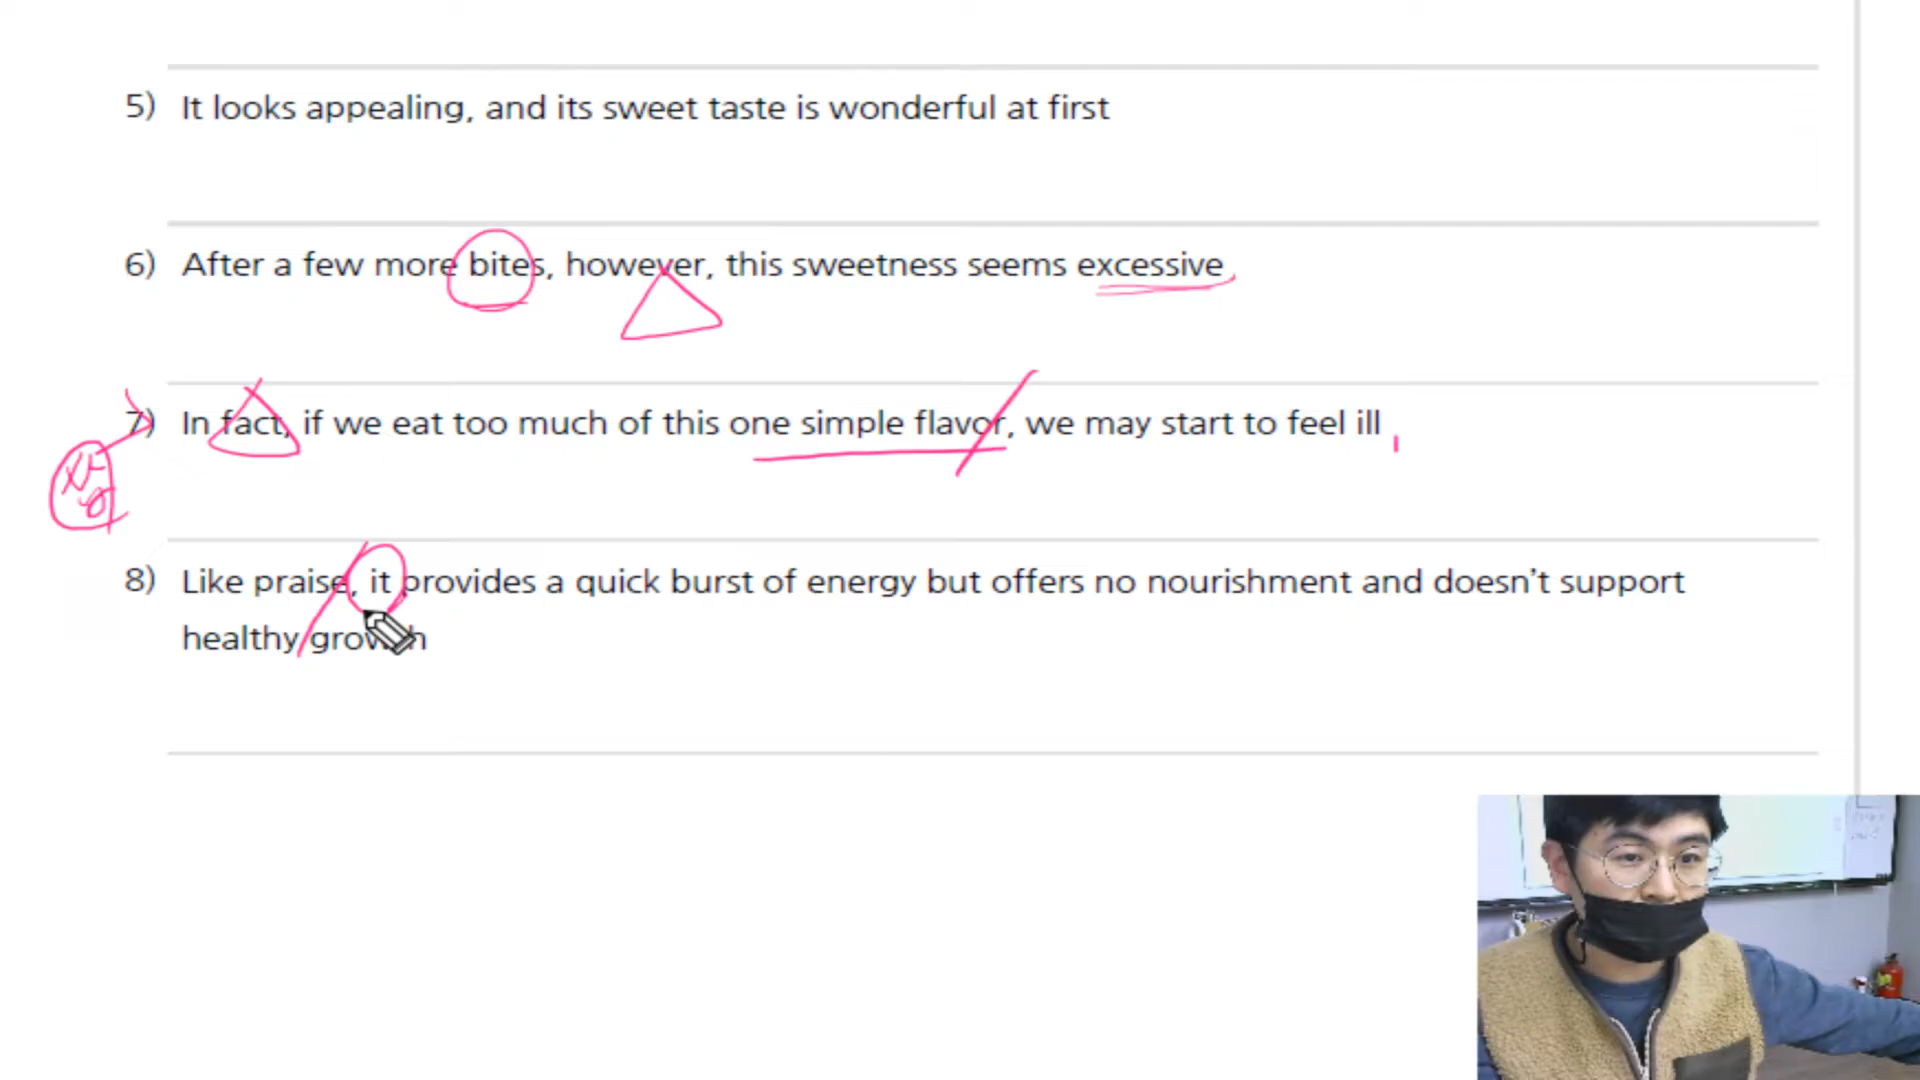 5) It looks appealing, and its sweet taste is wonderful at first
6) After a few more bites, however, this sweetness seems excessive
7) In fact, if we eat too much of this one simple flavor, we may start to feel ill
8) Like praise, it provides a quick burst of energy but offers no nourishment and doesn't support
healthy growth